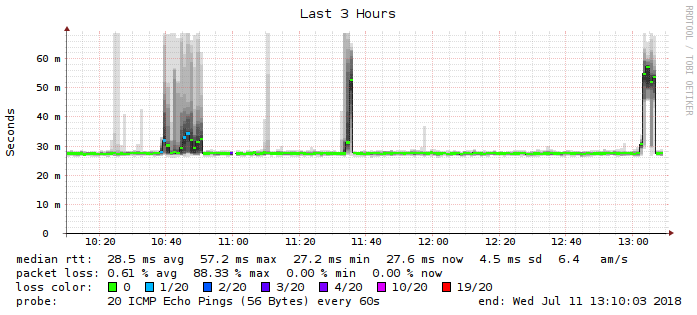 Last 3 Hours
RRDTOOL / TOBI OETIKER
Seconds
60 m
50 m
40 m
30 m
20 m
10 m
0
10:20 10:40 11:00 11:20 11:40 12:00 12:20 12:40 13:00
median rtt: 28.5 ms avg 57.2 ms max 27.2 ms min 27.6 ms now 4.5 ms sd 6.4 am/s
packet loss: 0.61 % avg 88.33 % max 0.00 % min 0.00 % now
loss color: 0 1/20 2/20 3/20 4/20 10/20 19/20
probe: 20 ICMP Echo Pings (56 Bytes) every 60s end: Wed Jul 11 13:10:03 2018